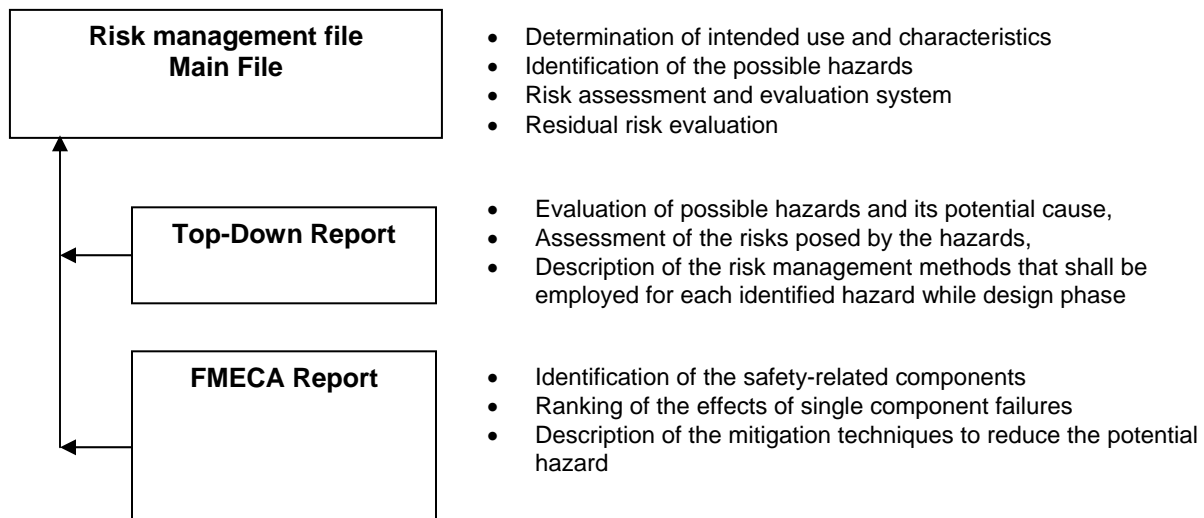 Risk management file
Main File
• Determination of intended use and characteristics
• Identification of the possible hazards
• Risk assessment and evaluation system
• Residual risk evaluation
Top-Down Report
• Evaluation of possible hazards and its potential cause,
• Assessment of the risks posed by the hazards,
• Description of the risk management methods that shall be
employed for each identified hazard while design phase
FMECA Report
• Identification of the safety-related components
• Ranking of the effects of single component failures
• Description of the mitigation techniques to reduce the potential
hazard